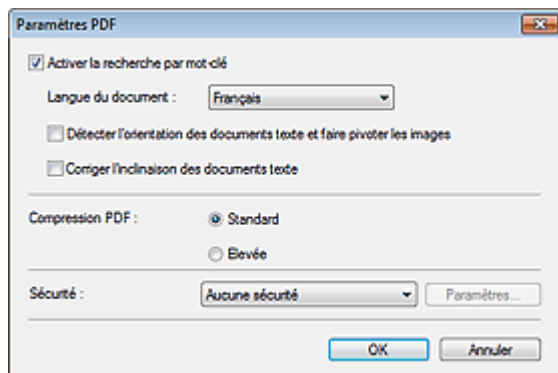 Paramètres PDF
Activer la recherche par mot-clé
Langue du document : Français
Détecter l'orientation des documents texte et faire pivoter les images
Corriger l'inclinaison des documents texte
Compression PDF : Standard
Elevée
Sécurité : Aucune sécurité Paramètres...
OK Annuler